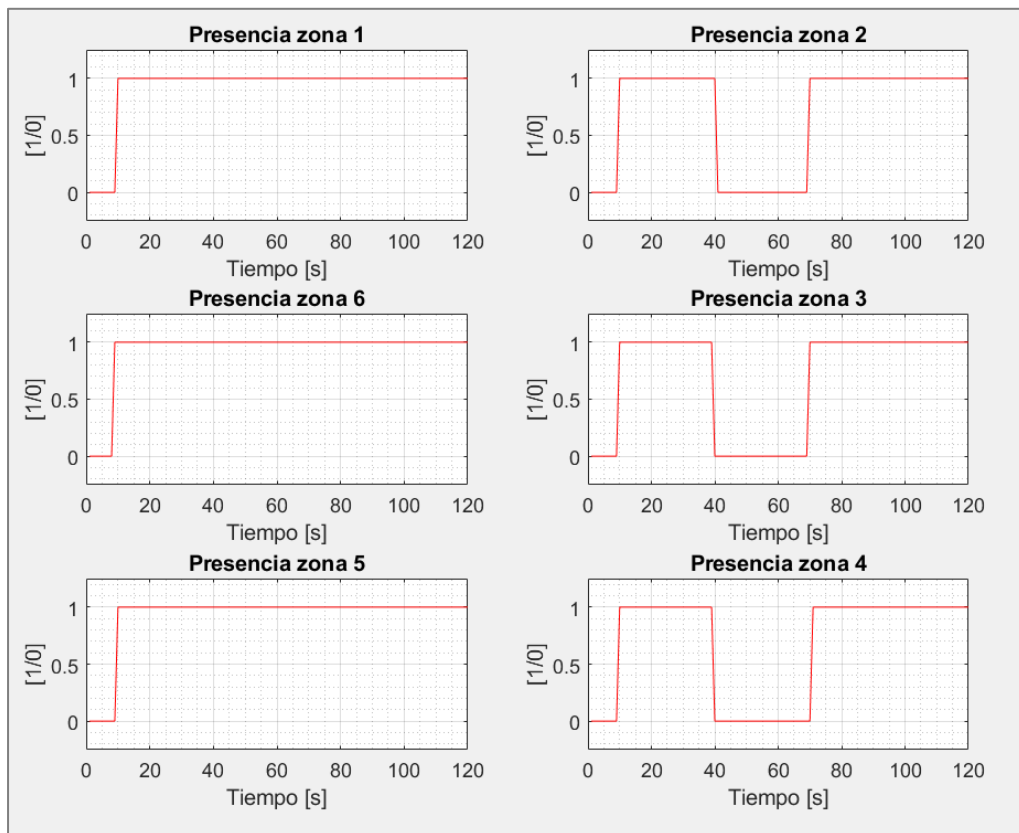 Presencia zona 1
1
0.5
0
[1/0]
0 20 40 60 80 100 120
Tiempo [s]
Presencia zona 2
1
0.5
0
[1/0]
0 20 40 60 80 100 120
Tiempo [s]
Presencia zona 6
1
0.5
0
[1/0]
0 20 40 60 80 100 120
Tiempo [s]
Presencia zona 3
1
0.5
0
[1/0]
0 20 40 60 80 100 120
Tiempo [s]
Presencia zona 5
1
0.5
0
[1/0]
0 20 40 60 80 100 120
Tiempo [s]
Presencia zona 4
1
0.5
0
[1/0]
0 20 40 60 80 100 120
Tiempo [s]